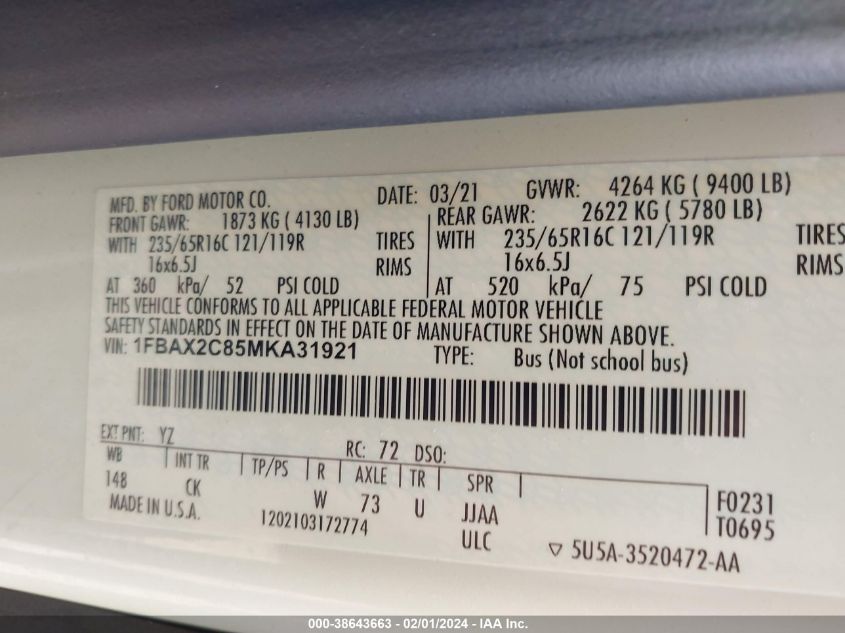 MFD. BY FORD MOTOR CO. DATE: 03/21 GVWR: 4264 KG ( 9400 LB)
FRONT GAWR: 1873 KG ( 4130 LB) REAR GAWR: 2622 KG ( 5780 LB)
WITH 235/65R16C 121/119R TIRES WITH 235/65R16C 121/119R TIRES
16x6.5J RIMS 16x6.5J RIMS
AT 360 kPa/ 52 PSI COLD AT 520 kPa/ 75 PSI COLD
THIS VEHICLE CONFORMS TO ALL APPLICABLE FEDERAL MOTOR VEHICLE
SAFETY STANDARDS IN EFFECT ON THE DATE OF MANUFACTURE SHOWN ABOVE.
VIN: 1FBAX2C85MKA31921 TYPE: Bus (Not school bus)
EXT PNT: YZ RC: 72 DSO:
WB INT TR TP/PS R AXLE TR SPR
148 CK W 73 U JJAA F0231
MADE IN U.S.A. 1202103172774 ULC T0695
5U5A-3520472-AA
000-38643663 - 02/01/2024 - IAA Inc.